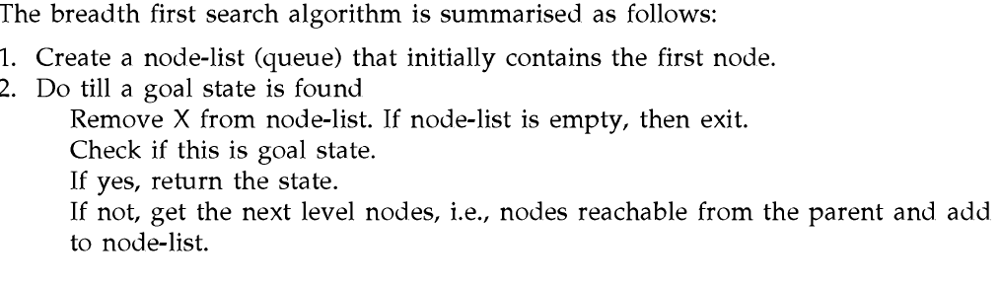 The breadth first search algorithm is summarised as follows:
1. Create a node-list (queue) that initially contains the first node.
2. Do till a goal state is found
Remove X from node-list. If node-list is empty, then exit.
Check if this is goal state.
If yes, return the state.
If not, get the next level nodes, i.e., nodes reachable from the parent and add
to node-list.